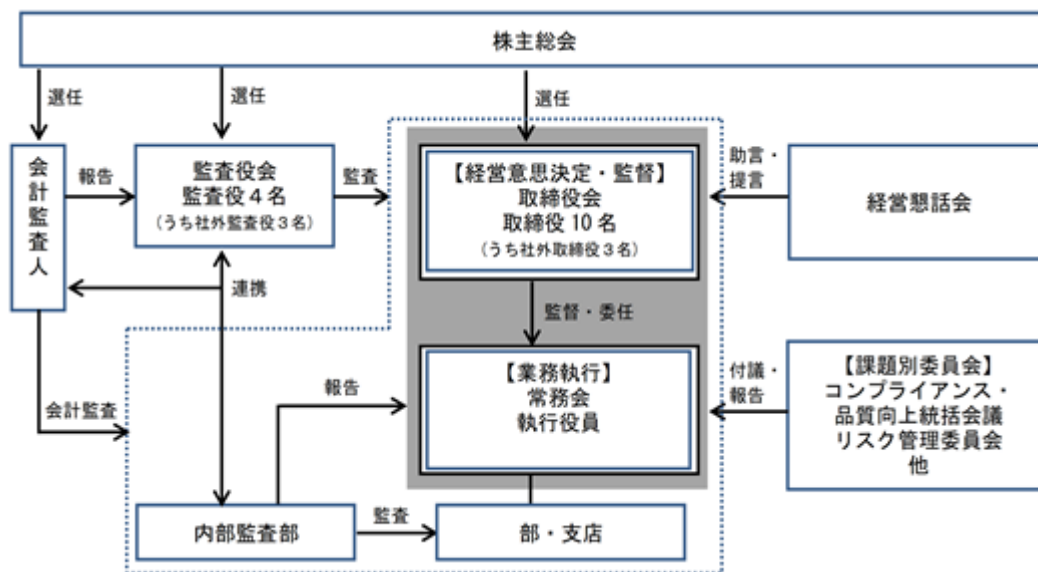 株主総会
選任
選任
選任
会計監査人
報告
監査役会
監査役４名
(うち社外監査役３名)
監査
【経営意思決定・監督】
取締役会
取締役 10 名
(うち社外取締役３名)
助言・
提言
経営懇話会
連携
監督・委任
会計監査
報告
【業務執行】
常務会
執行役員
付議・
報告
【課題別委員会】
コンプライアンス・
品質向上統括会議
リスク管理委員会
他
内部監査部
監査
部・支店